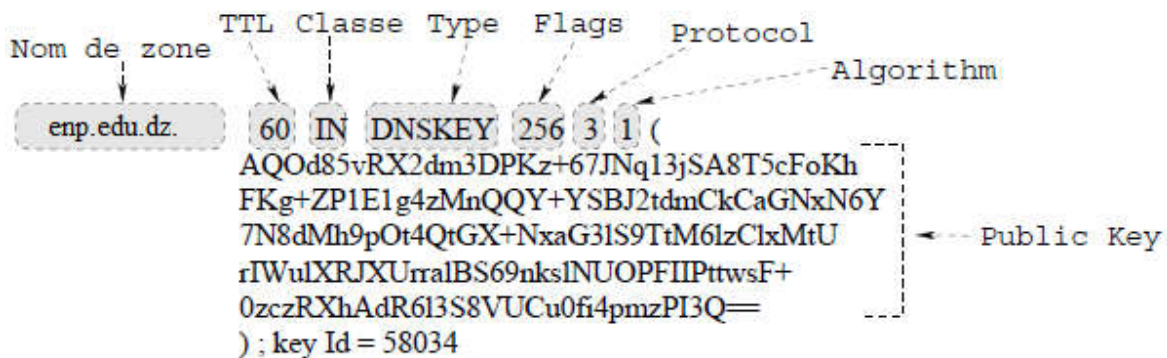 TTL Classe Type Flags Protocol
Nom de zone
Algorithm
enp.edu.dz. 60 IN DNSKEY 256 3 1 (
AQOd85vRX2dm3DPKz+67JNq13jSA8T5cFoKh
FKg+ZP1E1g4zMnQQY+YSBJ2tdmCkCaGNxN6Y
7N8dMh9pOt4QtGX+NxaG3lS9TtM6lzClxMtU
rIWulXRJXUrralBS69nkslNUOPFIIPttwsF+
0zczRXhAdR6l3S8VUCu0fi4pmzPI3Q==
Public Key
) ; key Id = 58034